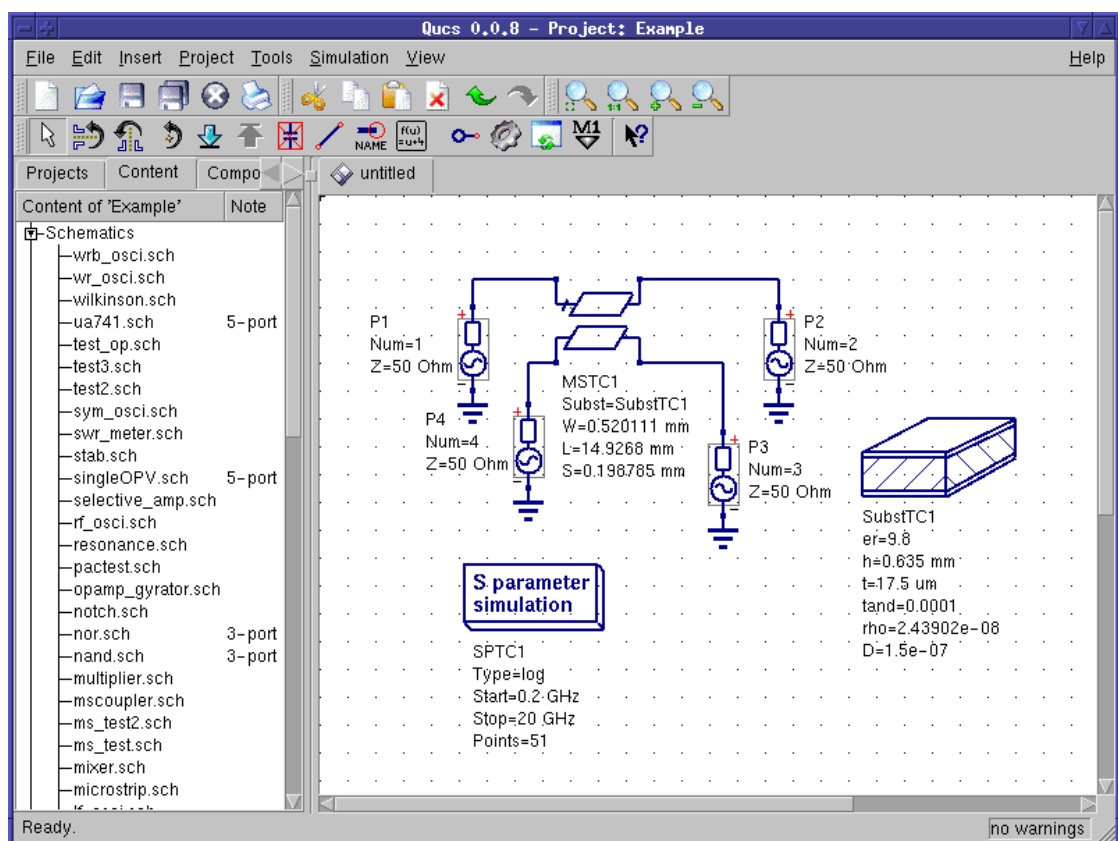 Qucs 0.0.8 - Project: Example
File Edit Insert Project Tools Simulation View Help
1:1
NAME
f(u)
=u+4
M1
Projects Content Compo
untitled
Content of 'Example' Note
Schematics
wrb_osci.sch
wr_osci.sch
wilkinson.sch
ua741.sch 5-port
test_op.sch
test3.sch
test2.sch
sym_osci.sch
swr_meter.sch
stab.sch
singleOPV.sch 5-port
selective_amp.sch
rf_osci.sch
resonance.sch
pactest.sch
opamp_gyrator.sch
notch.sch
nor.sch 3-port
nand.sch 3-port
multiplier.sch
mscoupler.sch
ms_test2.sch
ms_test.sch
mixer.sch
microstrip.sch
P1
Num=1
Z=50 Ohm
P2
Num=2
Z=50 Ohm
MSTC1
Subst=SubstTC1
W=0.520111 mm
L=14.9268 mm
S=0.198785 mm
P4
Num=4
Z=50 Ohm
P3
Num=3
Z=50 Ohm
SubstTC1
er=9.8
h=0.635 mm
t=17.5 um
tand=0.0001
rho=2.43902e-08
D=1.5e-07
S parameter
simulation
SPTC1
Type=log
Start=0.2 GHz
Stop=20 GHz
Points=51
Ready.
no warnings